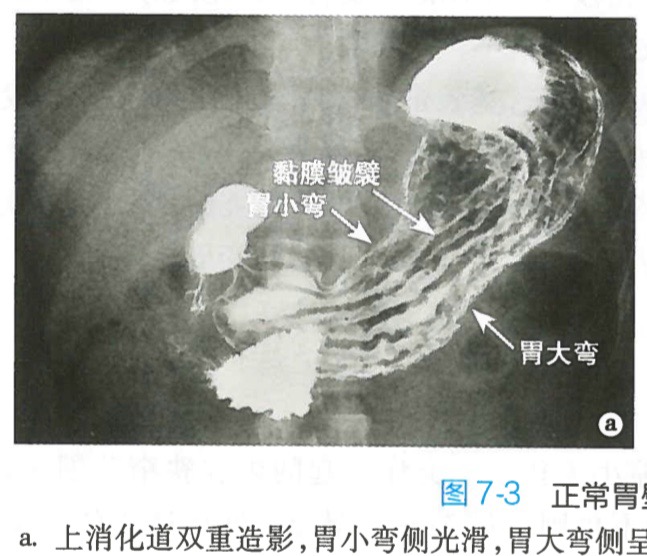 黏膜皱襞
胃小弯
胃大弯
a
图 7-3 正常胃
a. 上消化道双重造影,胃小弯侧光滑,胃大弯侧呈